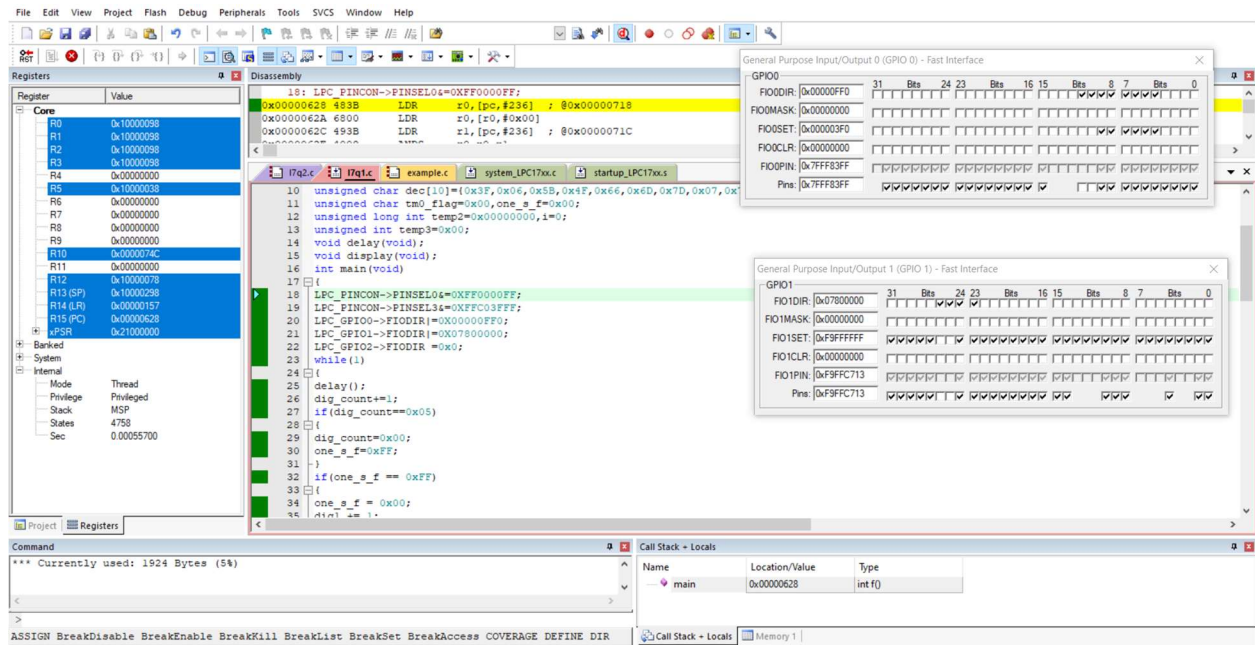 File Edit View Project Flash Debug Peripherals Tools SVCS Window Help
RST
Registers
Register Value
Core
R0 0x10000098
R1 0x10000098
R2 0x10000098
R3 0x10000098
R4 0x00000000
R5 0x10000038
R6 0x00000000
R7 0x00000000
R8 0x00000000
R9 0x00000000
R10 0x0000074C
R11 0x00000000
R12 0x10000078
R13 (SP) 0x10000298
R14 (LR) 0x00000157
R15 (PC) 0x00000628
xPSR 0x21000000
Banked
System
Internal
Mode Thread
Privilege Privileged
Stack MSP
States 4758
Sec 0.00055700
Project Registers
Disassembly
18: LPC_PINCON->PINSEL0&=0XFF0000FF;
0x00000628 483B LDR r0,[pc,#236] ; @0x00000718
0x0000062A 6800 LDR r0,[r0,#0x00]
0x0000062C 493B LDR r1,[pc,#236] ; @0x0000071C
l7q2.c l7q1.c example.c system_LPC17xx.c startup_LPC17xx.s
10 unsigned char dec[10]={0x3F,0x06,0x5B,0x4F,0x66,0x6D,0x7D,0x07,
11 unsigned char tm0_flag=0x00,one_s_f=0x00;
12 unsigned long int temp2=0x00000000,i=0;
13 unsigned int temp3=0x00;
14 void delay(void);
15 void display(void);
16 int main(void)
17 {
18 LPC_PINCON->PINSEL0&=0XFF0000FF;
19 LPC_PINCON->PINSEL3&=0XFFC03FFF;
20 LPC_GPIO0->FIODIR|=0X00000FF0;
21 LPC_GPIO1->FIODIR|=0X07800000;
22 LPC_GPIO2->FIODIR =0x0;
23 while(1)
24 {
25 delay();
26 dig_count+=1;
27 if(dig_count==0x05)
28 {
29 dig_count=0x00;
30 one_s_f=0xFF;
31 }
32 if(one_s_f == 0xFF)
33 {
34 one_s_f = 0x00;
35 dig1 += 1;
General Purpose Input/Output 0 (GPIO 0) - Fast Interface
GPIO0
31 Bits 24 23 Bits 16 15 Bits 8 7 Bits 0
FIO0DIR: 0x00000FF0
FIO0MASK: 0x00000000
FIO0SET: 0x000003F0
FIO0CLR: 0x00000000
FIO0PIN: 0x7FFF83FF
Pins: 0x7FFF83FF
General Purpose Input/Output 1 (GPIO 1) - Fast Interface
GPIO1
31 Bits 24 23 Bits 16 15 Bits 8 7 Bits 0
FIO1DIR: 0x07800000
FIO1MASK: 0x00000000
FIO1SET: 0xF9FFFFFF
FIO1CLR: 0x00000000
FIO1PIN: 0xF9FFC713
Pins: 0xF9FFC713
Command
*** Currently used: 1924 Bytes (5%)
>
ASSIGN BreakDisable BreakEnable BreakKill BreakList BreakSet BreakAccess COVERAGE DEFINE DIR
Call Stack + Locals
Name Location/Value Type
main 0x00000628 int f()
Call Stack + Locals Memory 1